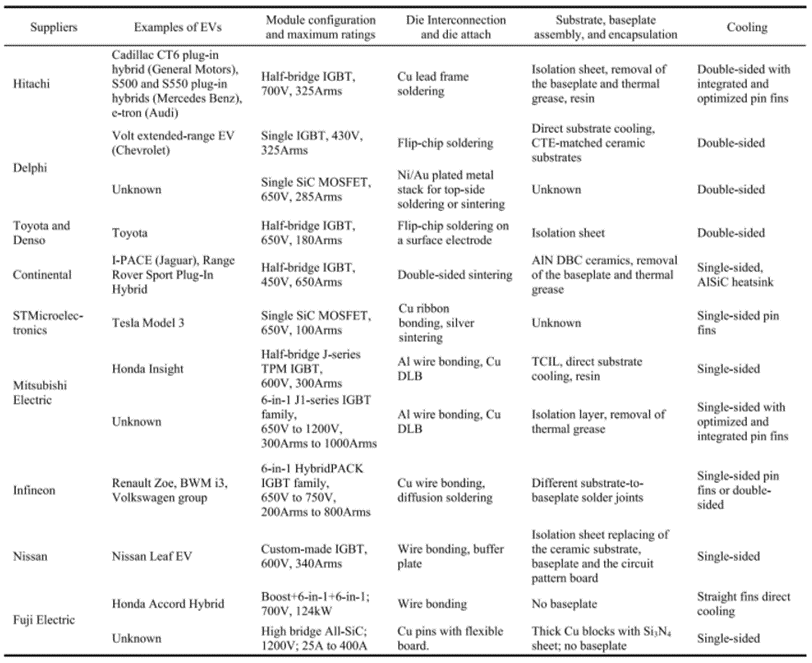 Suppliers
Examples of EVs
Module configuration
and maximum ratings
Die Interconnection
and die attach
Substrate, baseplate
assembly, and encapsulation
Cooling
Hitachi
Cadillac CT6 plug-in
hybrid (General Motors),
S500 and S550 plug-in
hybrids (Mercedes Benz),
e-tron (Audi)
Half-bridge IGBT,
700V, 325Arms
Cu lead frame
soldering
Isolation sheet, removal of
the baseplate and thermal
grease, resin
Double-sided with
integrated and
optimized pin fins
Delphi
Volt extended-range EV
(Chevrolet)
Single IGBT, 430V,
325Arms
Flip-chip soldering
Direct substrate cooling,
CTE-matched ceramic
substrates
Double-sided
Unknown
Single SiC MOSFET,
650V, 285Arms
Ni/Au plated metal
stack for top-side
soldering or sintering
Unknown
Double-sided
Toyota and
Denso
Toyota
Half-bridge IGBT,
650V, 180Arms
Flip-chip soldering on
a surface electrode
Isolation sheet
Double-sided
Continental
I-PACE (Jaguar), Range
Rover Sport Plug-In
Hybrid
Half-bridge IGBT,
450V, 650Arms
Double-sided sintering
AlN DBC ceramics, removal
of the baseplate and thermal
grease
Single-sided,
AlSiC heatsink
STMicroelec-
tronics
Tesla Model 3
Single SiC MOSFET,
650V, 100Arms
Cu ribbon
bonding, silver
sintering
Unknown
Single-sided pin
fins
Mitsubishi
Electric
Honda Insight
Half-bridge J-series
TPM IGBT,
600V, 300Arms
Al wire bonding, Cu
DLB
TCIL, direct substrate
cooling, resin
Single-sided
Unknown
6-in-1 J1-series IGBT
family,
650V to 1200V,
300Arms to 1000Arms
Al wire bonding, Cu
DLB
Isolation layer, removal of
thermal grease
Single-sided with
optimized and
integrated pin fins
Infineon
Renault Zoe, BWM i3,
Volkswagen group
6-in-1 HybridPACK
IGBT family,
650V to 750V,
200Arms to 800Arms
Cu wire bonding,
diffusion soldering
Different substrate-to-
baseplate solder joints
Single-sided pin
fins or double-
sided
Nissan
Nissan Leaf EV
Custom-made IGBT,
600V, 340Arms
Wire bonding, buffer
plate
Isolation sheet replacing of
the ceramic substrate,
baseplate and the circuit
pattern board
Single-sided
Fuji Electric
Honda Accord Hybrid
Boost+6-in-1+6-in-1;
700V, 124kW
Wire bonding
No baseplate
Straight fins direct
cooling
Unknown
High bridge All-SiC;
1200V; 25A to 400A
Cu pins with flexible
board.
Thick Cu blocks with Si₃N₄
sheet; no baseplate
Single-sided